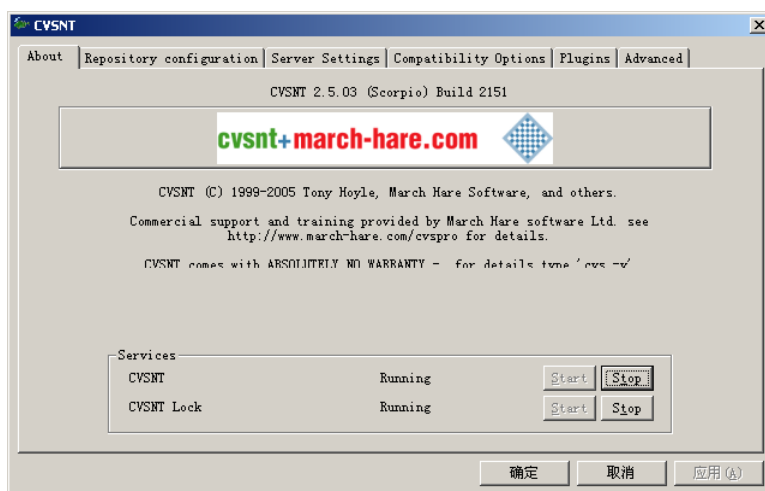 CVSNT
About Repository configuration Server Settings Compatibility Options Plugins Advanced
CVSNT 2.5.03 (Scorpio) Build 2151
cvsnt+march-hare.com
CVSNT (C) 1999-2005 Tony Hoyle, March Hare Software, and others.
Commercial support and training provided by March Hare software Ltd. see
http://www.march-hare.com/cvspro for details.
CVSNT comes with ABSOLUTELY NO WARRANTY - for details type 'cvs -v'
Services
CVSNT Running Start Stop
CVSNT Lock Running Start Stop
确定 取消 应用(A)